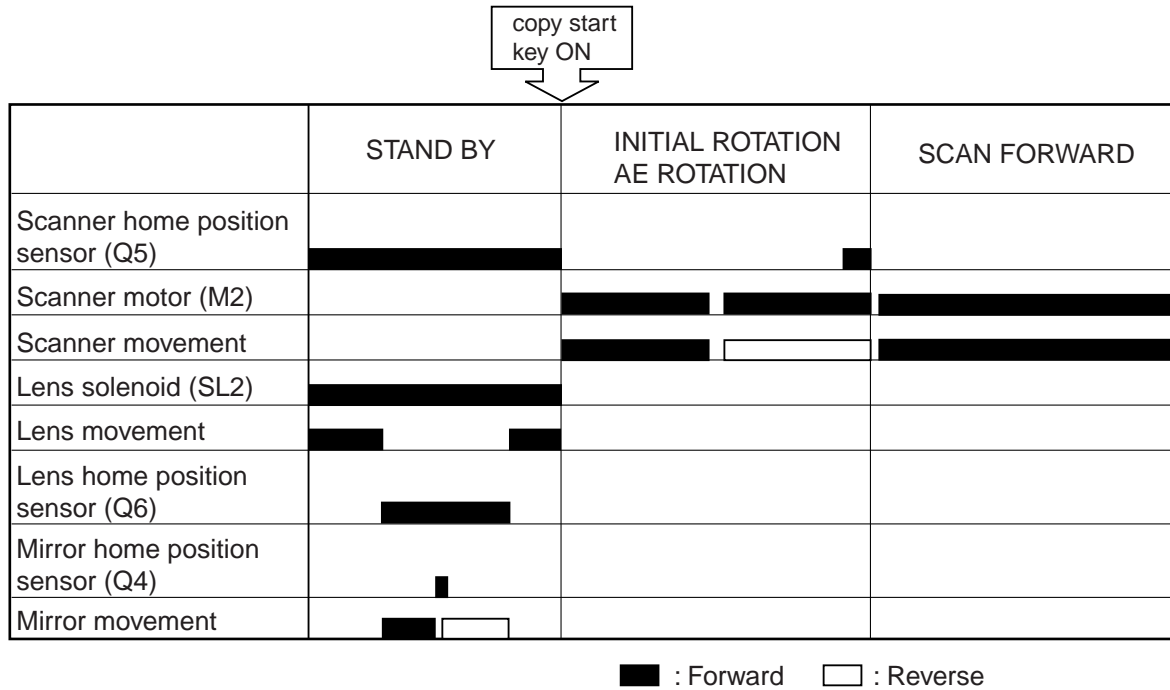 copy start
key ON
STAND BY
INITIAL ROTATION
AE ROTATION
SCAN FORWARD
Scanner home position
sensor (Q5)
Scanner motor (M2)
Scanner movement
Lens solenoid (SL2)
Lens movement
Lens home position
sensor (Q6)
Mirror home position
sensor (Q4)
Mirror movement
: Forward : Reverse